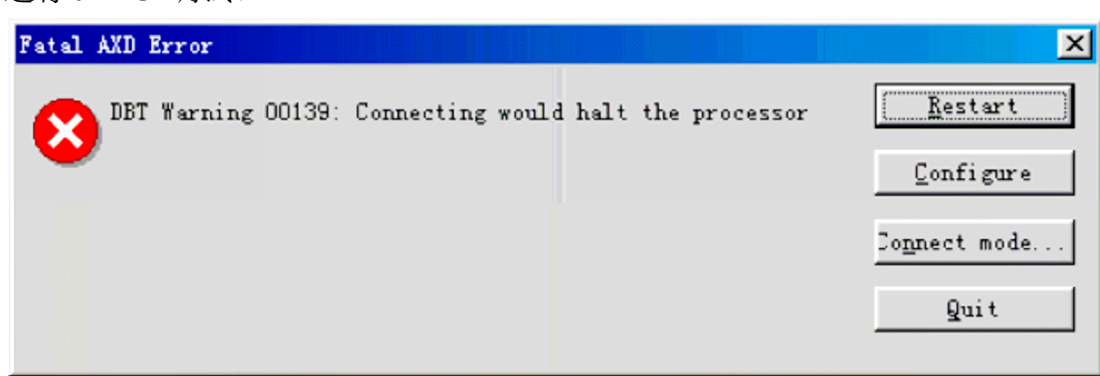 Fatal AXD Error
DBT Warning 00139: Connecting would halt the processor
Restart
Configure
Connect mode...
Quit